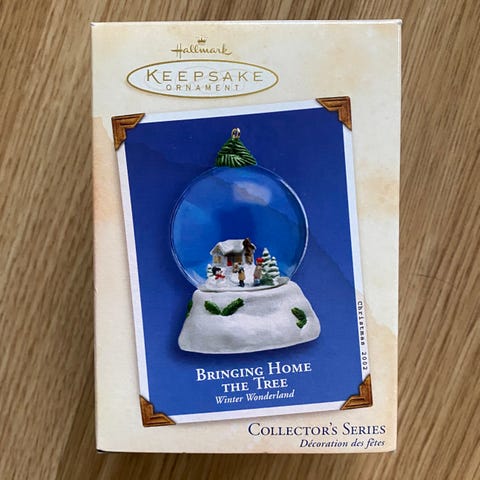 Hallmark
KEEPSAKE
ORNAMENT
Christmas 2002
BRINGING HOME
THE TREE
Winter Wonderland
COLLECTOR'S SERIES
Décoration des fêtes